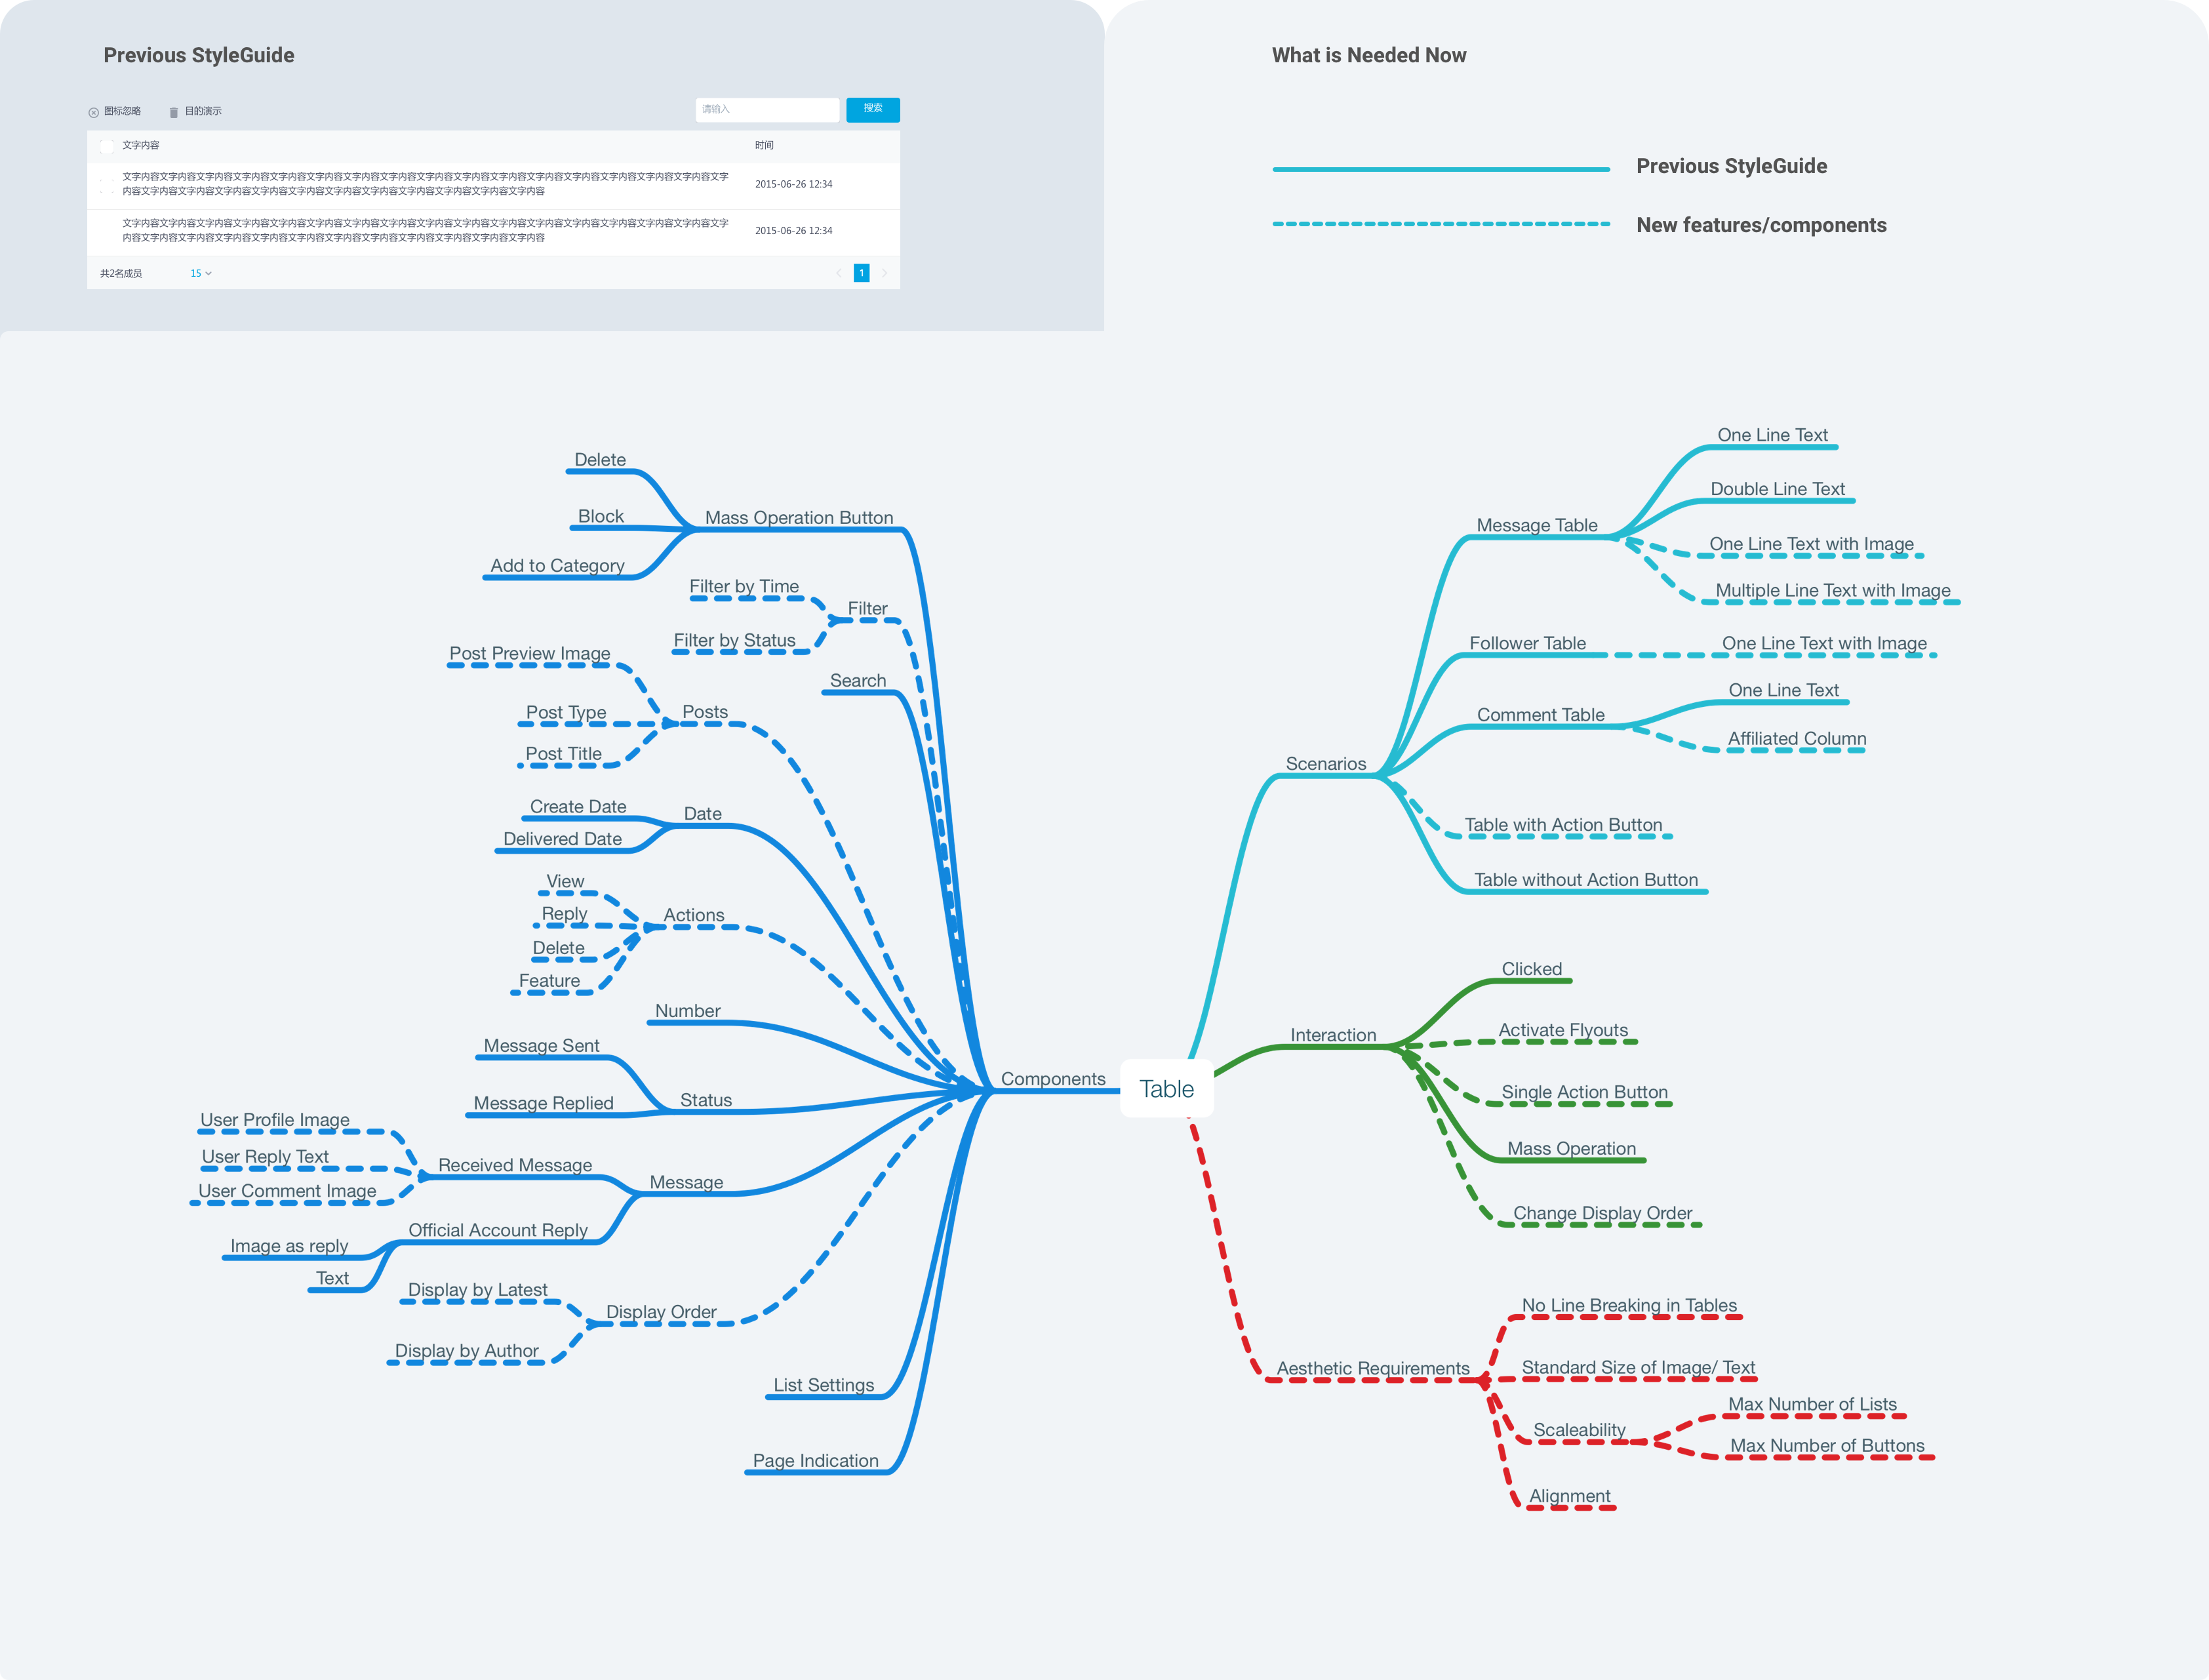 Previous StyleGuide
图标忽略
目的演示
请输入
搜索
文字内容
时间
文字内容文字内容文字内容文字内容文字内容文字内容文字内容文字内容文字内容文字内容文字内容文字内容文字内容文字内容文字内容文字内容文字
内容文字内容文字内容文字内容文字内容文字内容文字内容文字内容文字内容文字内容文字内容文字内容
2015-06-26 12:34
文字内容文字内容文字内容文字内容文字内容文字内容文字内容文字内容文字内容文字内容文字内容文字内容文字内容文字内容文字内容文字内容文字
内容文字内容文字内容文字内容文字内容文字内容文字内容文字内容文字内容文字内容文字内容文字内容
2015-06-26 12:34
共2名成员
15
1
What is Needed Now
Previous StyleGuide
New features/components
Delete
Block
Add to Category
Mass Operation Button
Filter by Time
Filter by Status
Filter
Search
Post Preview Image
Post Type
Post Title
Posts
Create Date
Delivered Date
Date
View
Reply
Delete
Feature
Actions
Number
Message Sent
Message Replied
Status
User Profile Image
User Reply Text
User Comment Image
Received Message
Message
Official Account Reply
Image as reply
Text
Display by Latest
Display by Author
Display Order
List Settings
Page Indication
Components
Table
Scenarios
Message Table
One Line Text
Double Line Text
One Line Text with Image
Multiple Line Text with Image
Follower Table
One Line Text with Image
Comment Table
One Line Text
Affiliated Column
Table with Action Button
Table without Action Button
Interaction
Clicked
Activate Flyouts
Single Action Button
Mass Operation
Change Display Order
Aesthetic Requirements
No Line Breaking in Tables
Standard Size of Image/ Text
Scaleability
Max Number of Lists
Max Number of Buttons
Alignment